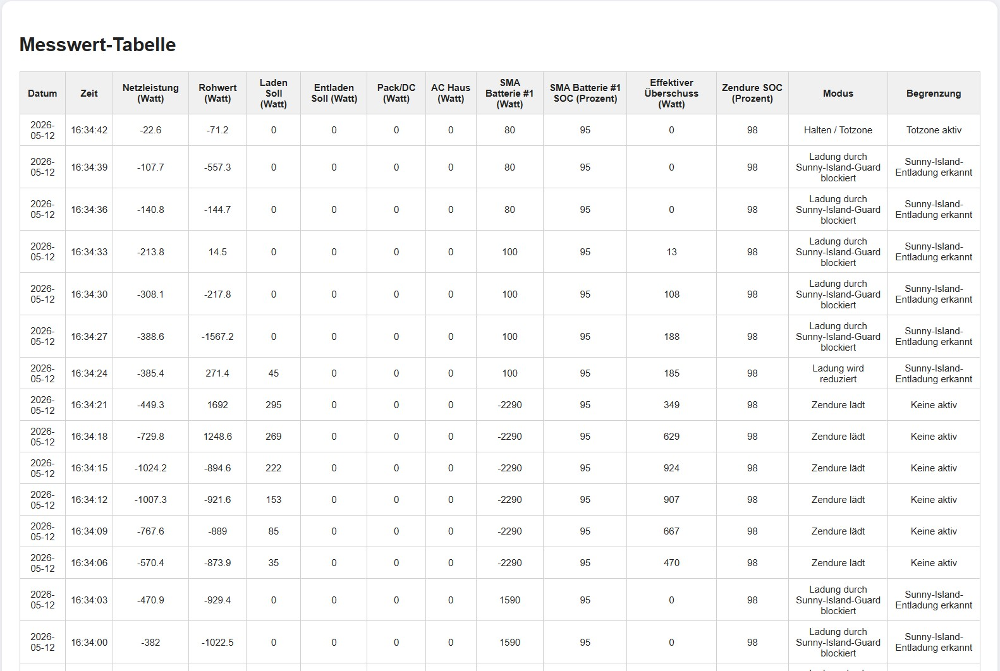 Messwert-Tabelle
Datum Zeit Netzleistung (Watt) Rohwert (Watt) Laden Soll (Watt) Entladen Soll (Watt) Pack/DC (Watt) AC Haus (Watt) SMA Batterie #1 (Watt) SMA Batterie #1 SOC (Prozent) Effektiver Überschuss (Watt) Zendure SOC (Prozent) Modus Begrenzung
2026-05-12 16:34:42 -22.6 -71.2 0 0 0 0 80 95 0 98 Halten / Totzone Totzone aktiv
2026-05-12 16:34:39 -107.7 -557.3 0 0 0 0 80 95 0 98 Ladung durch Sunny-Island-Guard blockiert Sunny-Island-Entladung erkannt
2026-05-12 16:34:36 -140.8 -144.7 0 0 0 0 80 95 0 98 Ladung durch Sunny-Island-Guard blockiert Sunny-Island-Entladung erkannt
2026-05-12 16:34:33 -213.8 14.5 0 0 0 0 100 95 13 98 Ladung durch Sunny-Island-Guard blockiert Sunny-Island-Entladung erkannt
2026-05-12 16:34:30 -308.1 -217.8 0 0 0 0 100 95 108 98 Ladung durch Sunny-Island-Guard blockiert Sunny-Island-Entladung erkannt
2026-05-12 16:34:27 -388.6 -1567.2 0 0 0 0 100 95 188 98 Ladung durch Sunny-Island-Guard blockiert Sunny-Island-Entladung erkannt
2026-05-12 16:34:24 -385.4 271.4 45 0 0 0 100 95 185 98 Ladung wird reduziert Sunny-Island-Entladung erkannt
2026-05-12 16:34:21 -449.3 1692 295 0 0 0 -2290 95 349 98 Zendure lädt Keine aktiv
2026-05-12 16:34:18 -729.8 1248.6 269 0 0 0 -2290 95 629 98 Zendure lädt Keine aktiv
2026-05-12 16:34:15 -1024.2 -894.6 222 0 0 0 -2290 95 924 98 Zendure lädt Keine aktiv
2026-05-12 16:34:12 -1007.3 -921.6 153 0 0 0 -2290 95 907 98 Zendure lädt Keine aktiv
2026-05-12 16:34:09 -767.6 -889 85 0 0 0 -2290 95 667 98 Zendure lädt Keine aktiv
2026-05-12 16:34:06 -570.4 -873.9 35 0 0 0 -2290 95 470 98 Zendure lädt Keine aktiv
2026-05-12 16:34:03 -470.9 -929.4 0 0 0 0 1590 95 0 98 Ladung durch Sunny-Island-Guard blockiert Sunny-Island-Entladung erkannt
2026-05-12 16:34:00 -382 -1022.5 0 0 0 0 1590 95 0 98 Ladung durch Sunny-Island-Guard blockiert Sunny-Island-Entladung erkannt